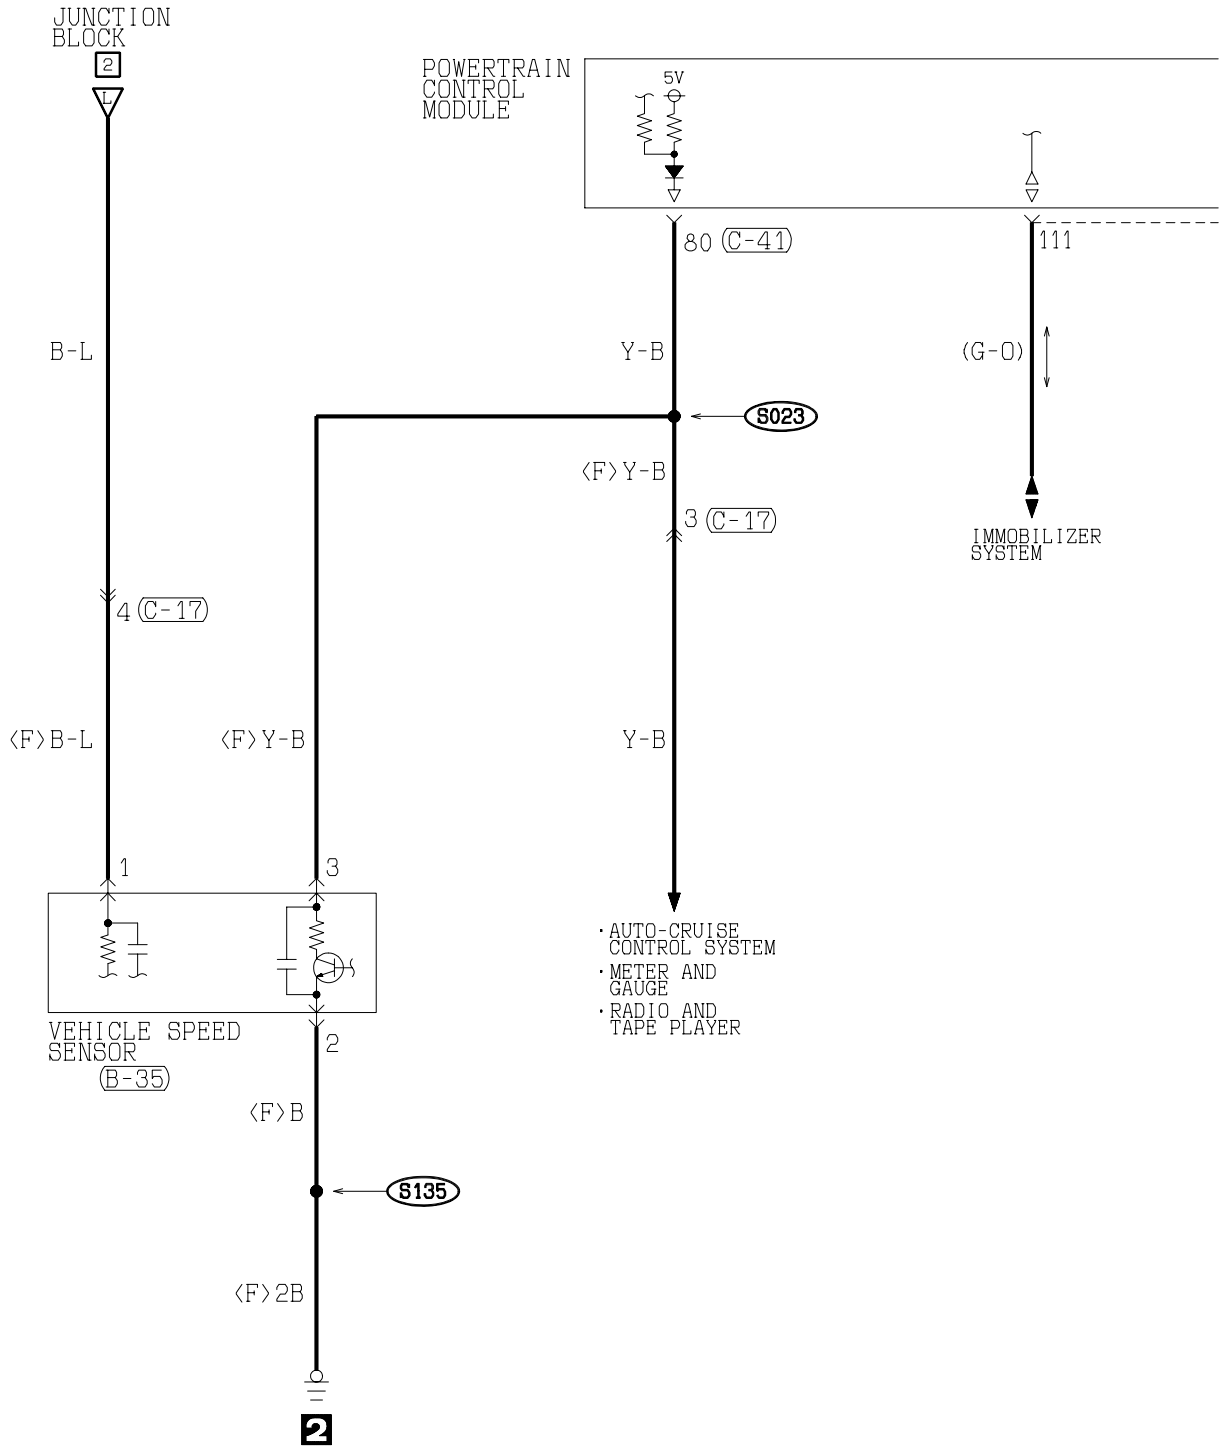 JUNCTION
BLOCK
2
L
POWERTRAIN
CONTROL
MODULE
5V
80 (C-41)
111
B-L
Y-B
(G-O)
S023
<F>Y-B
3 (C-17)
IMMOBILIZER
SYSTEM
4 (C-17)
<F>B-L
<F>Y-B
Y-B
1
3
· AUTO-CRUISE
CONTROL SYSTEM
· METER AND
GAUGE
· RADIO AND
TAPE PLAYER
VEHICLE SPEED
SENSOR
2
(B-35)
<F>B
S135
<F>2B
2